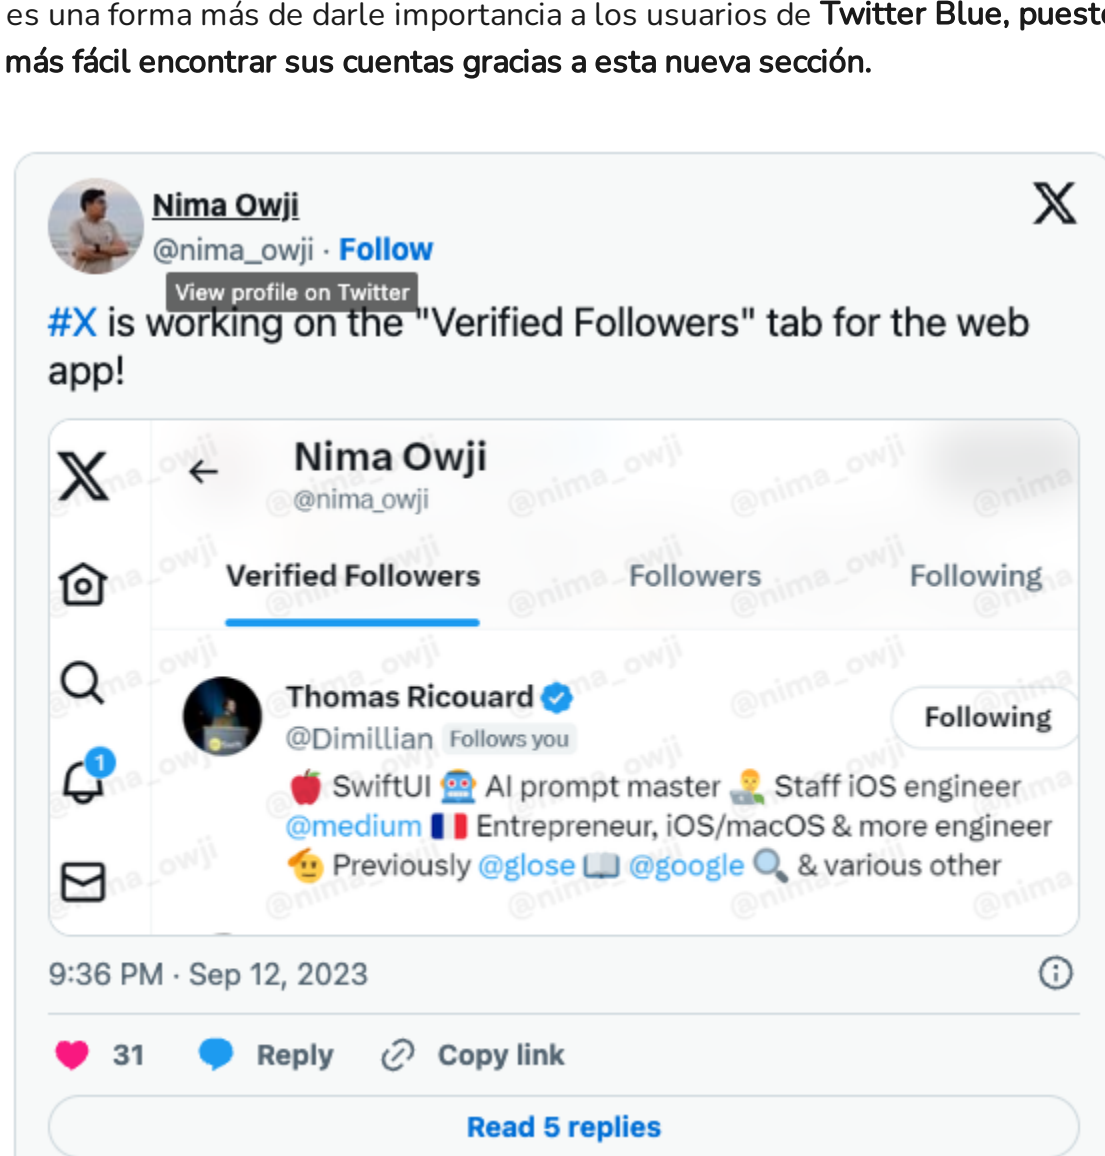 es una forma más de darle importancia a los usuarios de Twitter Blue,
más fácil encontrar sus cuentas gracias a esta nueva sección.
Nima Owji
@nima_owji · Follow
View profile on Twitter
#X is working on the "Verified Followers" tab for the web
app!
Nima Owji
@nima_owji
Verified Followers Followers Following
Thomas Ricouard
@Dimillian Follows you
Following
🍎 SwiftUI 🤖 AI prompt master 👨‍💻 Staff iOS engineer
@medium 🇫🇷 Entrepreneur, iOS/macOS & more engineer
🫡 Previously @glose 📖 @google 🔍 & various other
1
@nima_owji
9:36 PM · Sep 12, 2023
31 Reply Copy link
Read 5 replies